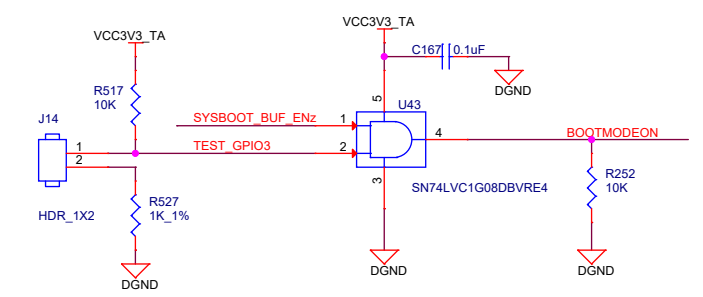 VCC3V3_TA
VCC3V3_TA
C167
0.1uF
R517
10K
DGND
J14
5
U43
SYSBOOT_BUF_ENz
1
1
TEST_GPIO3
2
4
BOOTMODEON
2
3
R252
10K
SN74LVC1G08DBVRE4
R527
1K_1%
HDR_1X2
DGND
DGND
DGND